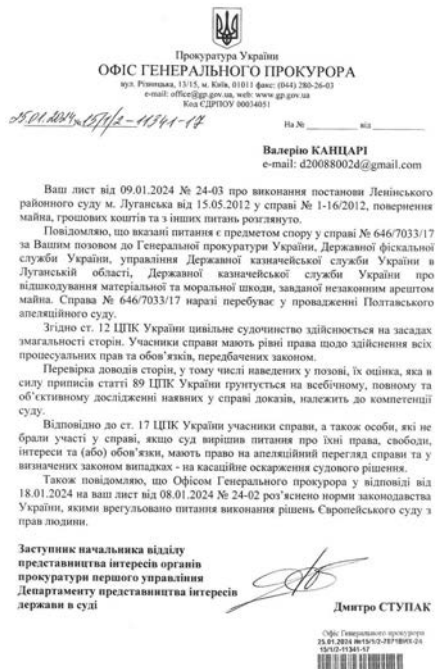 Прокуратура України
ОФІС ГЕНЕРАЛЬНОГО ПРОКУРОРА
вул. Різницька, 13/15, м. Київ, 01011 факс: (044) 280-26-03
e-mail: office@gp.gov.ua, web: www.gp.gov.ua
Код ЄДРПОУ 00034051
25.01.2024 № 15/1/2-11341-17
На № від
Валерію КАНЦАРІ
e-mail: d20088002d@gmail.com
Ваш лист від 09.01.2024 № 24-03 про виконання постанови Ленінського
районного суду м. Луганська від 15.05.2012 у справі № 1-16/2012, повернення
майна, грошових коштів та з інших питань розглянуто.
Повідомляю, що вказані питання є предметом спору у справі № 646/7033/17
за Вашим позовом до Генеральної прокуратури України, Державної фіскальної
служби України, управління Державної казначейської служби України в
Луганській області, Державної казначейської служби України про
відшкодування матеріальної та моральної шкоди, завданої незаконним арештом
майна. Справа № 646/7033/17 наразі перебуває у провадженні Полтавського
апеляційного суду.
Згідно ст. 12 ЦПК України цивільне судочинство здійснюється на засадах
змагальності сторін. Учасники справи мають рівні права щодо здійснення всіх
процесуальних прав та обов'язків, передбачених законом.
Перевірка доводів сторін, у тому числі наведених у позові, їх оцінка, яка в
силу приписів статті 89 ЦПК України ґрунтується на всебічному, повному та
об'єктивному дослідженні наявних у справі доказів, належить до компетенції
суду.
Відповідно до ст. 17 ЦПК України учасники справи, а також особи, які не
брали участі у справі, якщо суд вирішив питання про їхні права, свободи,
інтереси та (або) обов'язки, мають право на апеляційний перегляд справи та у
визначених законом випадках - на касаційне оскарження судового рішення.
Також повідомляю, що Офісом Генерального прокурора у відповіді від
18.01.2024 на ваш лист від 08.01.2024 № 24-02 роз'яснено норми законодавства
України, якими врегульовано питання виконання рішень Європейського суду з
прав людини.
Заступник начальника відділу
представництва інтересів органів
прокуратури першого управління
Департаменту представництва інтересів
держави в суді
Дмитро СТУПАК
Офіс Генерального прокурора
25.01.2024 №15/1/2-7871ВИХ-24
15/1/2-11341-17